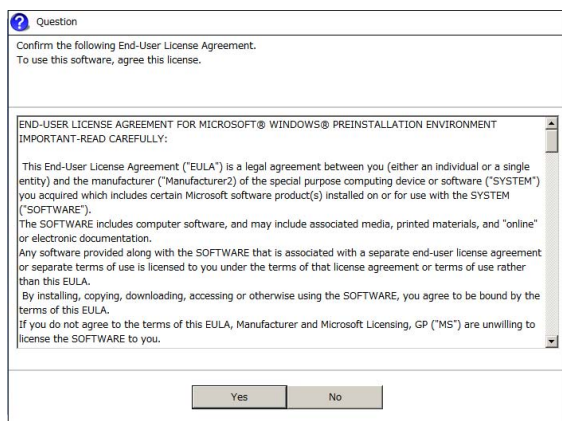 Question
Confirm the following End-User License Agreement.
To use this software, agree this license.
END-USER LICENSE AGREEMENT FOR MICROSOFT® WINDOWS® PREINSTALLATION ENVIRONMENT
IMPORTANT-READ CAREFULLY:
This End-User License Agreement ("EULA") is a legal agreement between you (either an individual or a single
entity) and the manufacturer ("Manufacturer2) of the special purpose computing device or software ("SYSTEM")
you acquired which includes certain Microsoft software product(s) installed on or for use with the SYSTEM
("SOFTWARE").
The SOFTWARE includes computer software, and may include associated media, printed materials, and "online"
or electronic documentation.
Any software provided along with the SOFTWARE that is associated with a separate end-user license agreement
or separate terms of use is licensed to you under the terms of that license agreement or terms of use rather
than this EULA.
By installing, copying, downloading, accessing or otherwise using the SOFTWARE, you agree to be bound by the
terms of this EULA.
If you do not agree to the terms of this EULA, Manufacturer and Microsoft Licensing, GP ("MS") are unwilling to
license the SOFTWARE to you.
Yes No